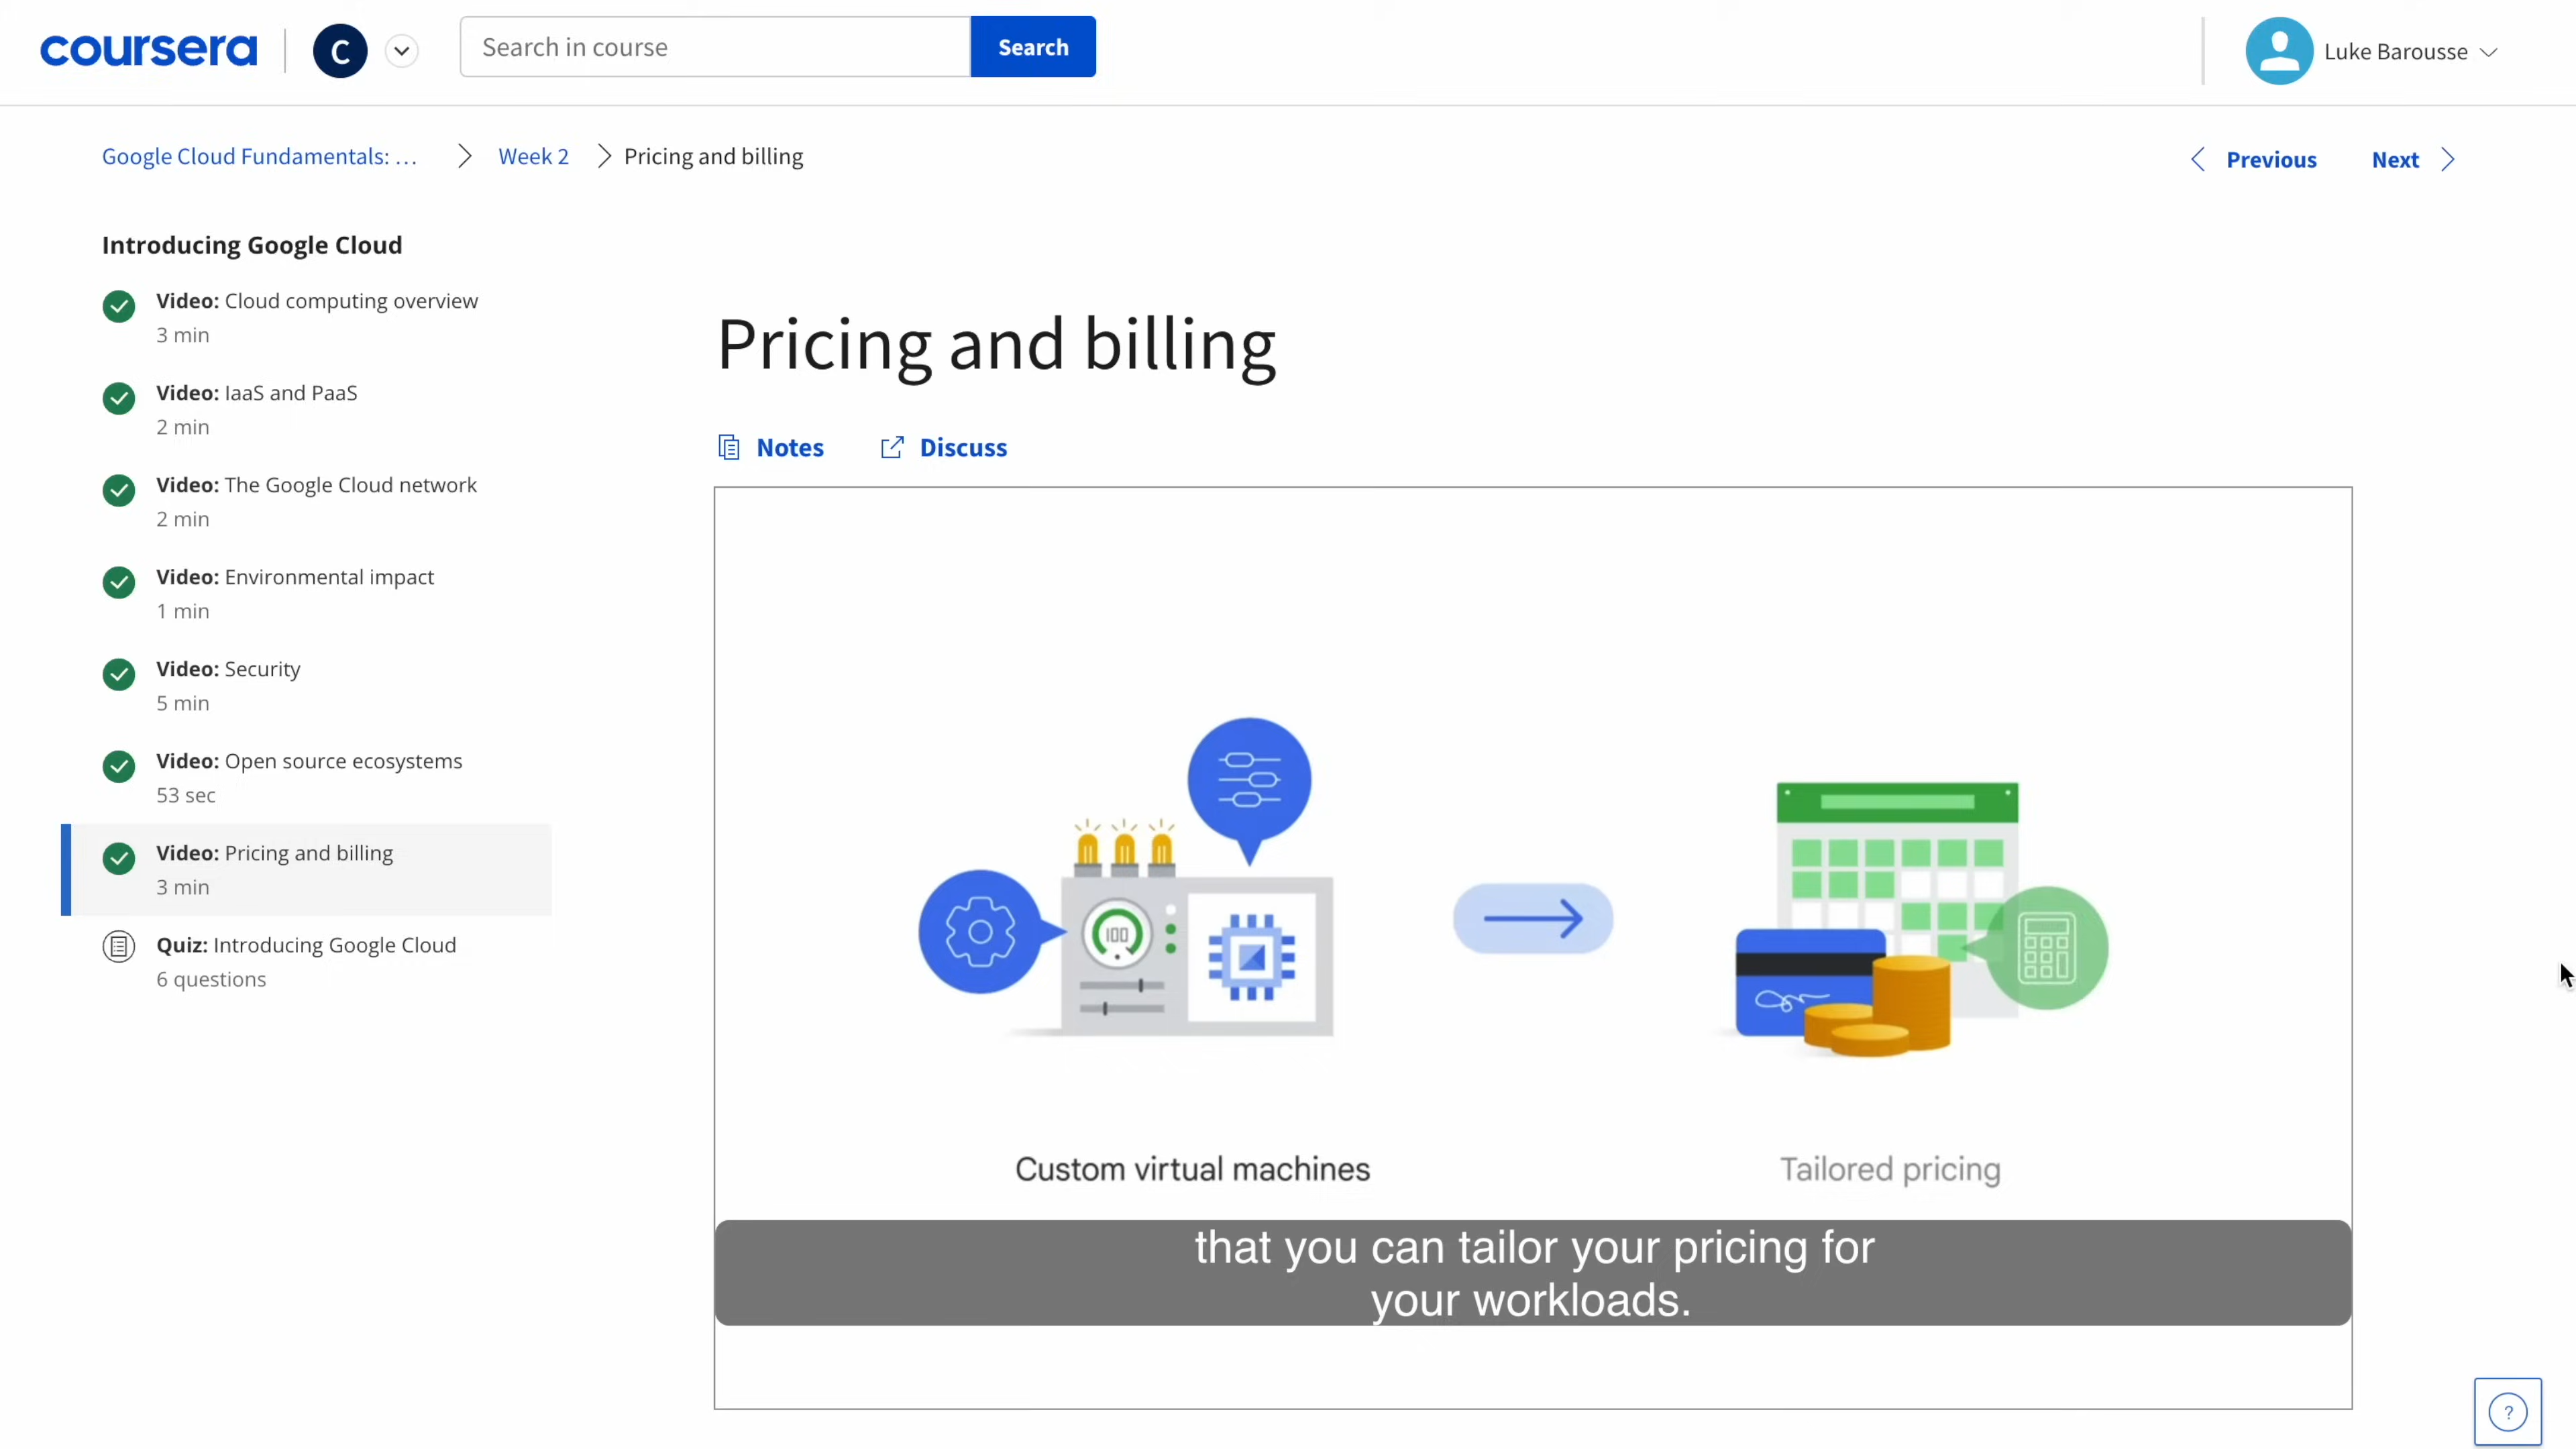 coursera
C
Search in course
Search
Luke Barousse
Google Cloud Fundamentals: ...
Week 2
Pricing and billing
Previous
Next
Introducing Google Cloud
Video: Cloud computing overview
3 min
Video: IaaS and PaaS
2 min
Video: The Google Cloud network
2 min
Video: Environmental impact
1 min
Video: Security
5 min
Video: Open source ecosystems
53 sec
Video: Pricing and billing
3 min
Quiz: Introducing Google Cloud
6 questions
Pricing and billing
Notes
Discuss
100
Custom virtual machines
Tailored pricing
that you can tailor your pricing for
your workloads.
?